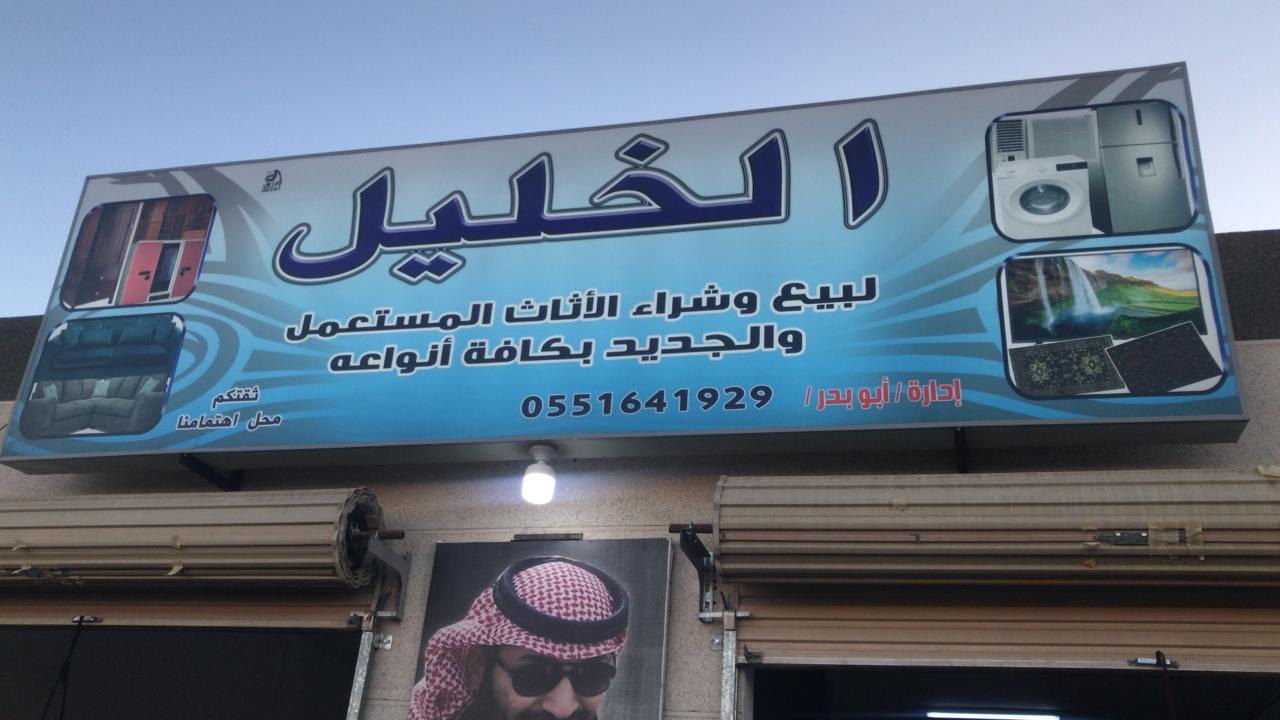 الخليل
لبيع وشراء الأثاث المستعمل
والجديد بكافة أنواعه
إدارة / أبو بدر / 0551641929
ثقتكم
محل اهتمامنا